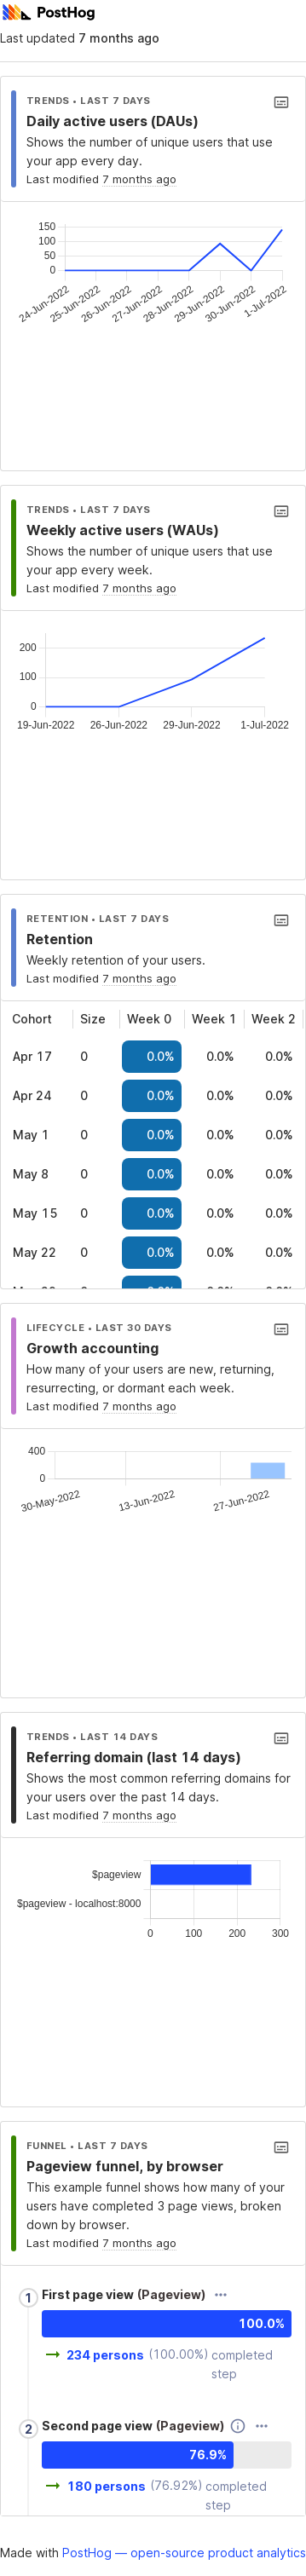 PostHog
Last updated 7 months ago
TRENDS • LAST 7 DAYS
Daily active users (DAUs)
Shows the number of unique users that use
your app every day.
Last modified 7 months ago
150
100
50
0
24-Jun-2022
25-Jun-2022
26-Jun-2022
27-Jun-2022
28-Jun-2022
29-Jun-2022
30-Jun-2022
1-Jul-2022
TRENDS • LAST 7 DAYS
Weekly active users (WAUs)
Shows the number of unique users that use
your app every week.
Last modified 7 months ago
200
100
0
19-Jun-2022 26-Jun-2022 29-Jun-2022 1-Jul-2022
RETENTION • LAST 7 DAYS
Retention
Weekly retention of your users.
Last modified 7 months ago
Cohort Size Week 0 Week 1 Week 2
Apr 17 0 0.0% 0.0% 0.0%
Apr 24 0 0.0% 0.0% 0.0%
May 1 0 0.0% 0.0% 0.0%
May 8 0 0.0% 0.0% 0.0%
May 15 0 0.0% 0.0% 0.0%
May 22 0 0.0% 0.0% 0.0%
LIFECYCLE • LAST 30 DAYS
Growth accounting
How many of your users are new, returning,
resurrecting, or dormant each week.
Last modified 7 months ago
400
0
30-May-2022 13-Jun-2022 27-Jun-2022
TRENDS • LAST 14 DAYS
Referring domain (last 14 days)
Shows the most common referring domains for
your users over the past 14 days.
Last modified 7 months ago
$pageview
$pageview - localhost:8000
0 100 200 300
FUNNEL • LAST 7 DAYS
Pageview funnel, by browser
This example funnel shows how many of your
users have completed 3 page views, broken
down by browser.
Last modified 7 months ago
1 First page view (Pageview)
100.0%
234 persons (100.00%) completed
step
2 Second page view (Pageview)
76.9%
180 persons (76.92%) completed
step
Made with PostHog — open-source product analytics